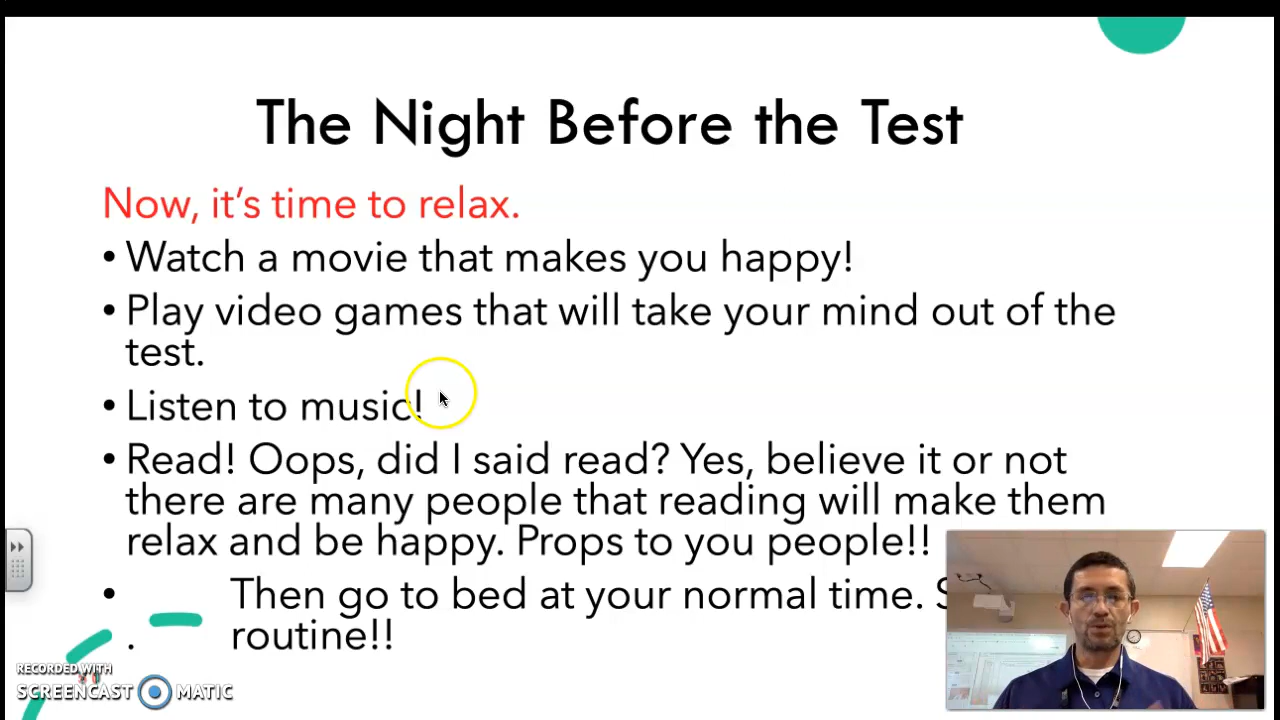 The Night Before the Test
Now, it's time to relax.
• Watch a movie that makes you happy!
• Play video games that will take your mind out of the
test.
• Listen to music!
• Read! Oops, did I said read? Yes, believe it or not
there are many people that reading will make them
relax and be happy. Props to you people!!
• Then go to bed at your normal time. S
. routine!!
RECORDED WITH
SCREENCAST MATIC